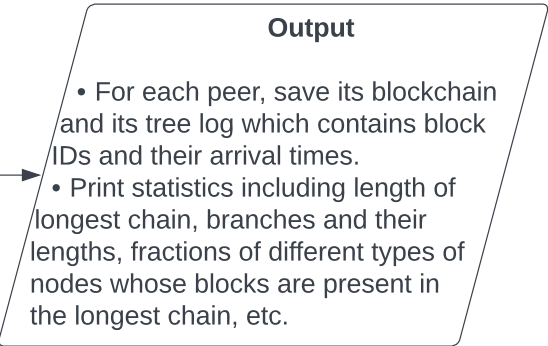 Output
• For each peer, save its blockchain
and its tree log which contains block
IDs and their arrival times.
• Print statistics including length of
longest chain, branches and their
lengths, fractions of different types of
nodes whose blocks are present in
the longest chain, etc.